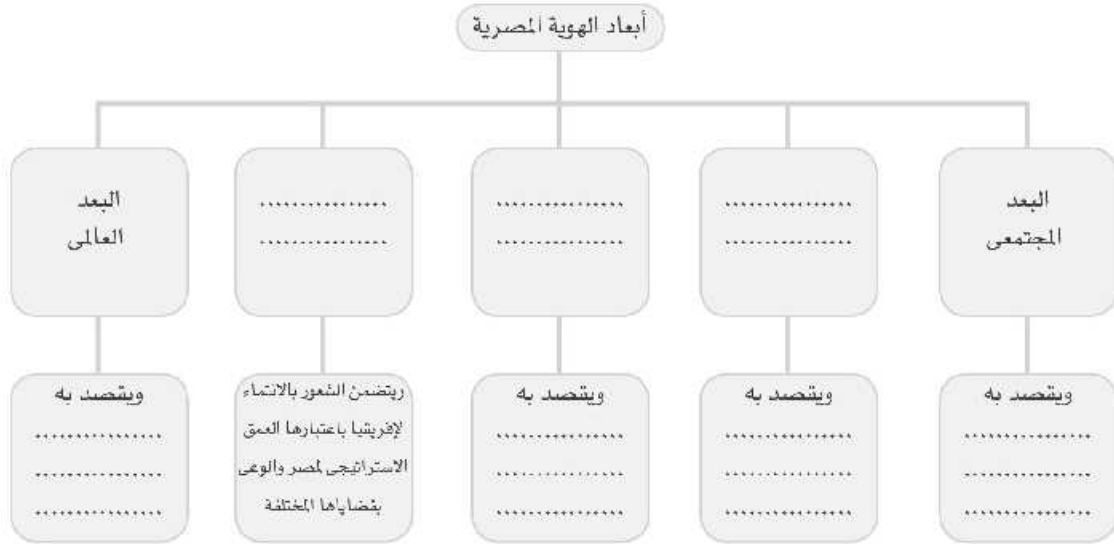 أبعاد الهوية المصرية
البعد
المجتمعى
................
................
................
................
................
................
البعد
العالمى
ويقصد به
................
................
................
ويقصد به
................
................
................
ويقصد به
................
................
................
ويتضمن الشعور بالانتماء
لإفريقيا باعتبارها العمق
الاستراتيجى لمصر والوعى
بقضاياها المختلفة
ويقصد به
................
................
................